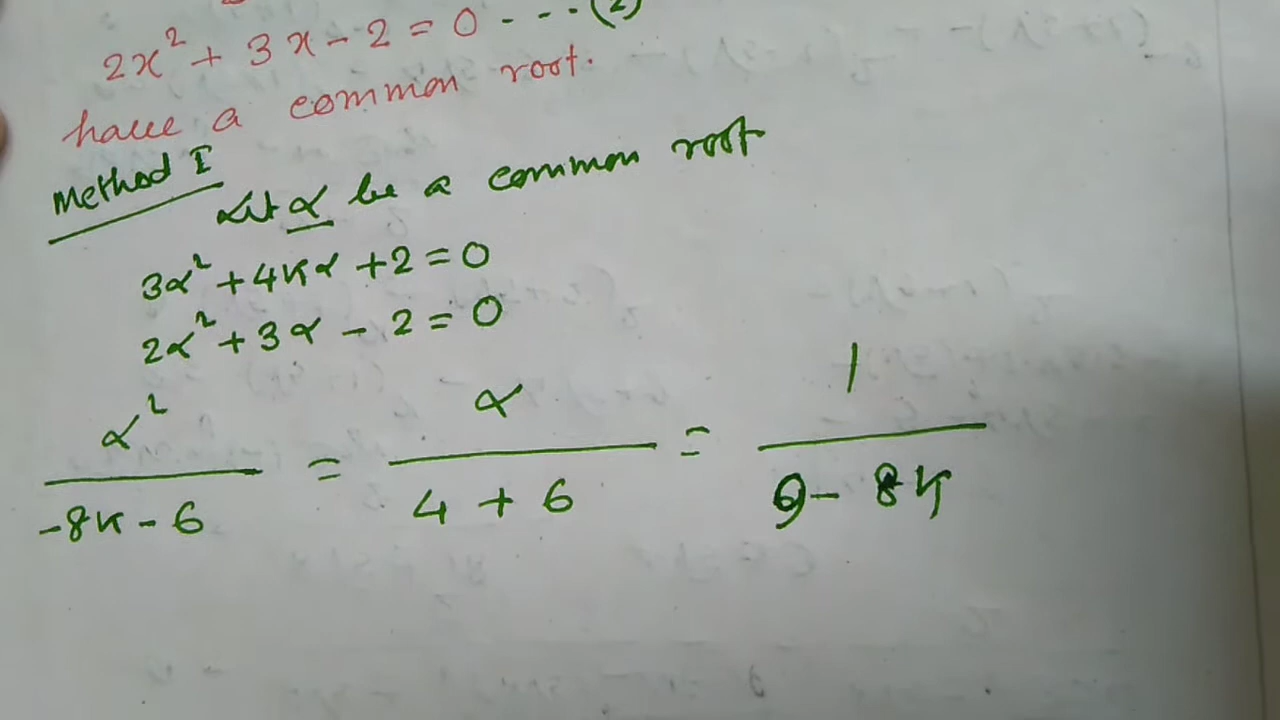 2x² + 3x - 2 = 0 - - - (2)
have a common root.
Method I
Let α be a common root
3α² + 4kα + 2 = 0
2α² + 3α - 2 = 0
α² / -8k - 6 = α / 4 + 6 = 1 / 9 - 8k